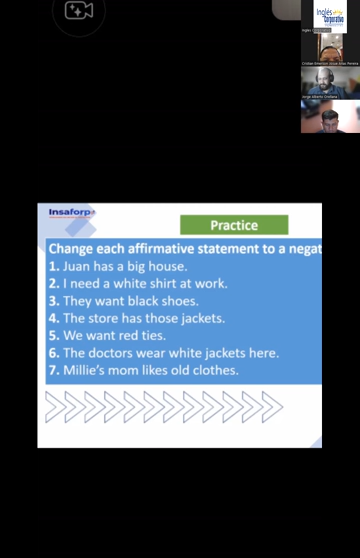 Inglés
Corporativo
Insaforp
Practice
Change each affirmative statement to a negat
1. Juan has a big house.
2. I need a white shirt at work.
3. They want black shoes.
4. The store has those jackets.
5. We want red ties.
6. The doctors wear white jackets here.
7. Millie's mom likes old clothes.